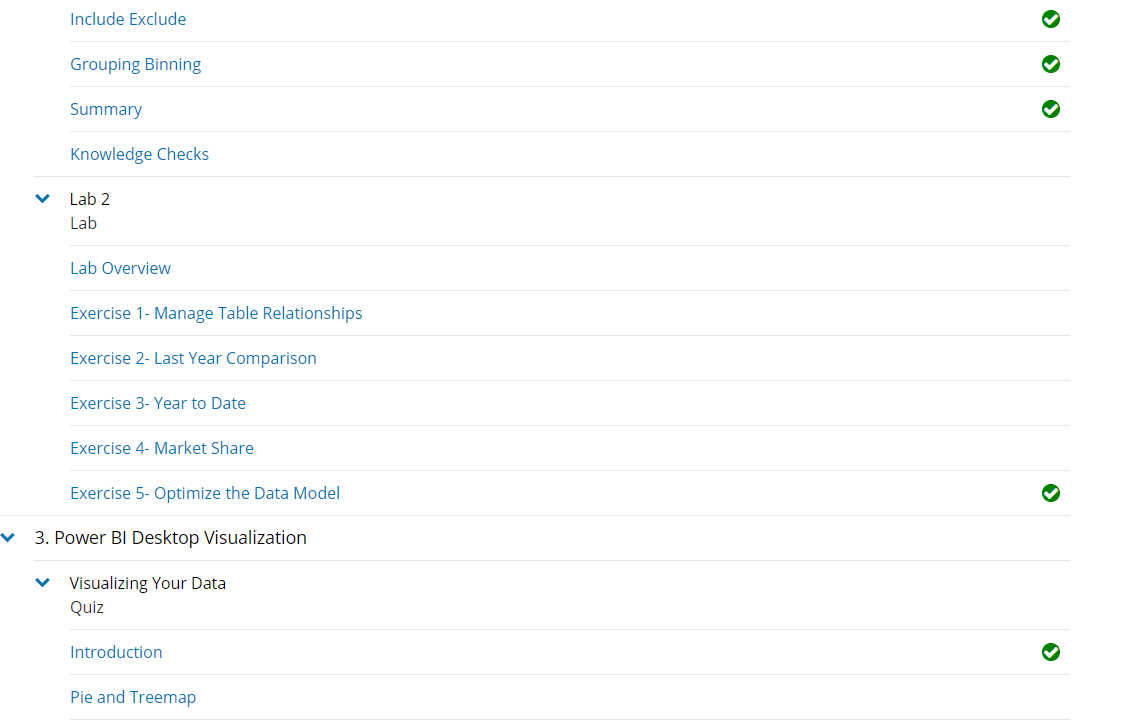 Include Exclude
Grouping Binning
Summary
Knowledge Checks
Lab 2
Lab
Lab Overview
Exercise 1- Manage Table Relationships
Exercise 2- Last Year Comparison
Exercise 3- Year to Date
Exercise 4- Market Share
Exercise 5- Optimize the Data Model
3. Power BI Desktop Visualization
Visualizing Your Data
Quiz
Introduction
Pie and Treemap